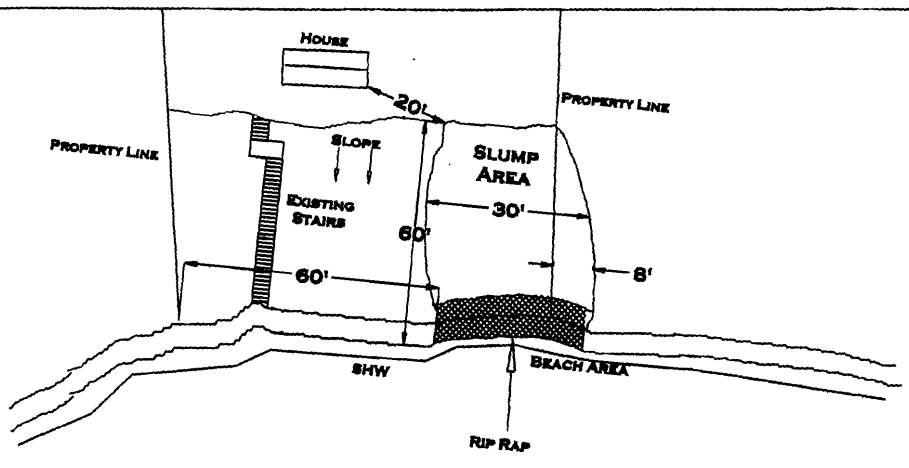 HOUSE
20'
PROPERTY LINE
PROPERTY LINE
SLOPE
SLUMP
AREA
EXISTING
STAIRS
30'
60'
60'
8'
SHW
BEACH AREA
RIP RAP